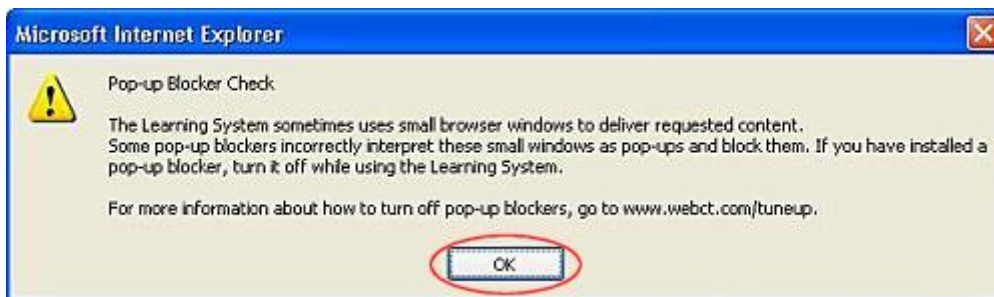 Microsoft Internet Explorer
Pop-up Blocker Check
The Learning System sometimes uses small browser windows to deliver requested content.
Some pop-up blockers incorrectly interpret these small windows as pop-ups and block them. If you have installed a
pop-up blocker, turn it off while using the Learning System.
For more information about how to turn off pop-up blockers, go to www.webct.com/tuneup.
OK